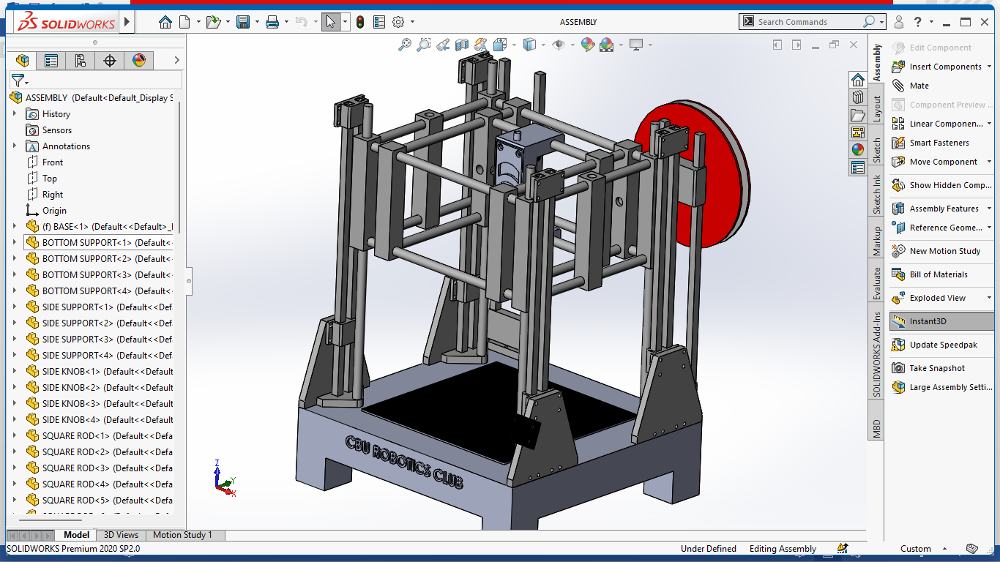 SOLIDWORKS
ASSEMBLY
Search Commands
ASSEMBLY (Default<Default_Display S
History
Sensors
Annotations
Front
Top
Right
Origin
(f) BASE<1> (Default<<Default>_
BOTTOM SUPPORT<1> (Default<
BOTTOM SUPPORT<2> (Default<
BOTTOM SUPPORT<3> (Default<
BOTTOM SUPPORT<4> (Default<
SIDE SUPPORT<1> (Default<<Def
SIDE SUPPORT<2> (Default<<Def
SIDE SUPPORT<3> (Default<<Def
SIDE SUPPORT<4> (Default<<Def
SIDE KNOB<1> (Default<<Default
SIDE KNOB<2> (Default<<Default
SIDE KNOB<3> (Default<<Default
SIDE KNOB<4> (Default<<Default
SQUARE ROD<1> (Default<<Defa
SQUARE ROD<2> (Default<<Defa
SQUARE ROD<3> (Default<<Defa
SQUARE ROD<4> (Default<<Defa
SQUARE ROD<5> (Default<<Defa
CBU ROBOTICS CLUB
Z
Y
X
Assembly
Layout
Sketch
Sketch Ink
Markup
Evaluate
SOLIDWORKS Add-Ins
MBD
Edit Component
Insert Components
Mate
Component Preview ...
Linear Componen...
Smart Fasteners
Move Component
Show Hidden Comp...
Assembly Features
Reference Geome...
New Motion Study
Bill of Materials
Exploded View
Instant3D
Update Speedpak
Take Snapshot
Large Assembly Setti...
Model
3D Views
Motion Study 1
SOLIDWORKS Premium 2020 SP2.0
Under Defined
Editing Assembly
Custom